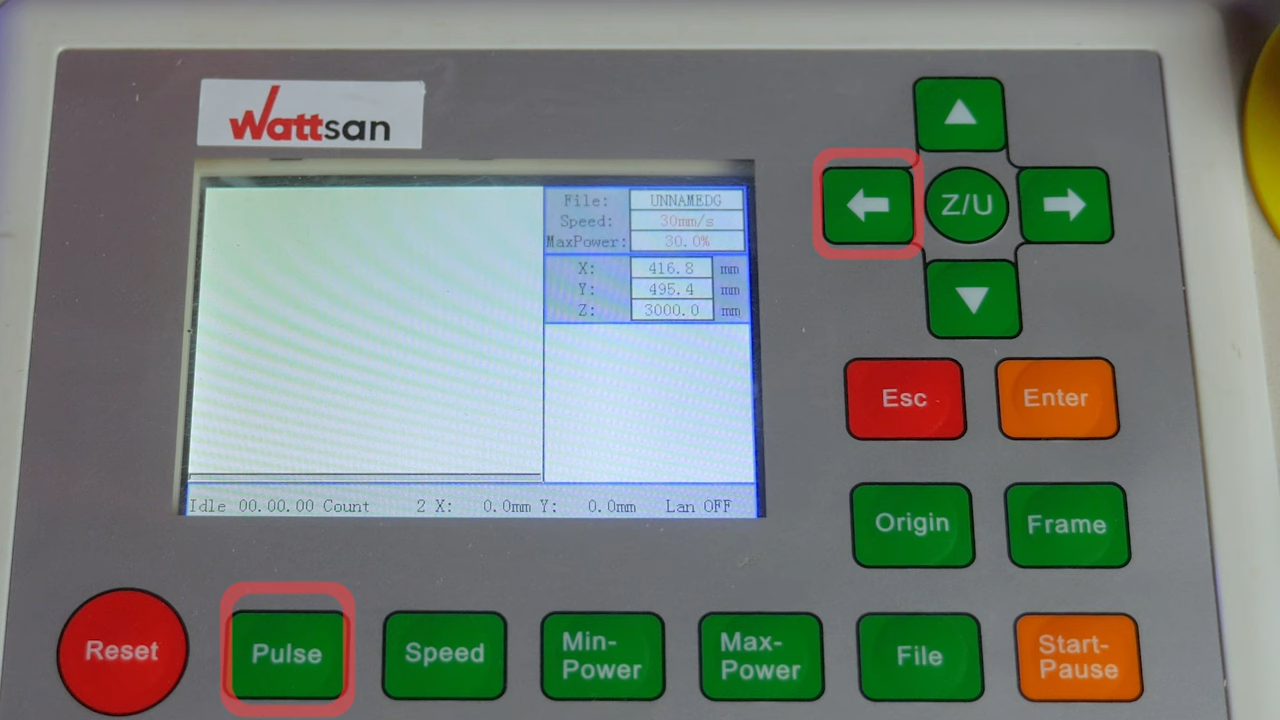 Wattsan
File: UNNAMEDG
Speed: 30mm/s
MaxPower: 30.0%
X: 416.8 mm
Y: 495.4 mm
Z: 3000.0 mm
Idle 00.00.00 Count 2 X: 0.0mm Y: 0.0mm Lan OFF
Z/U
Esc
Enter
Origin
Frame
Reset
Pulse
Speed
Min-
Power
Max-
Power
File
Start-
Pause